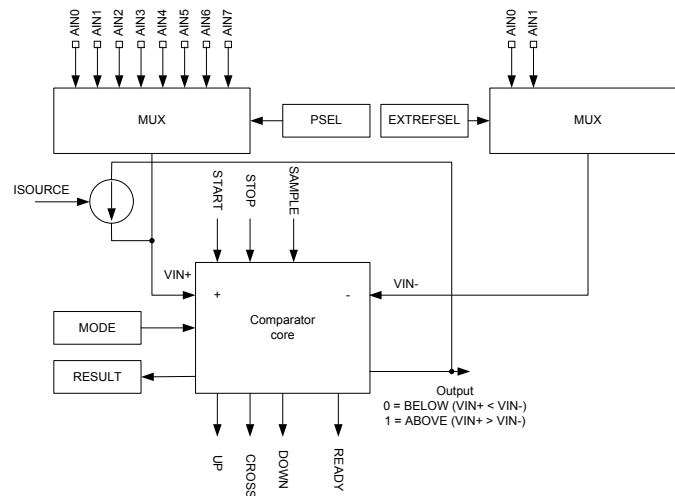 AIN0
AIN1
AIN2
AIN3
AIN4
AIN5
AIN6
AIN7
AIN0
AIN1
MUX
PSEL
EXTREFSEL
MUX
ISOURCE
START
STOP
SAMPLE
VIN+
VIN-
+
-
Comparator
core
MODE
RESULT
Output
0 = BELOW (VIN+ < VIN-)
1 = ABOVE (VIN+ > VIN-)
UP
CROSS
DOWN
READY